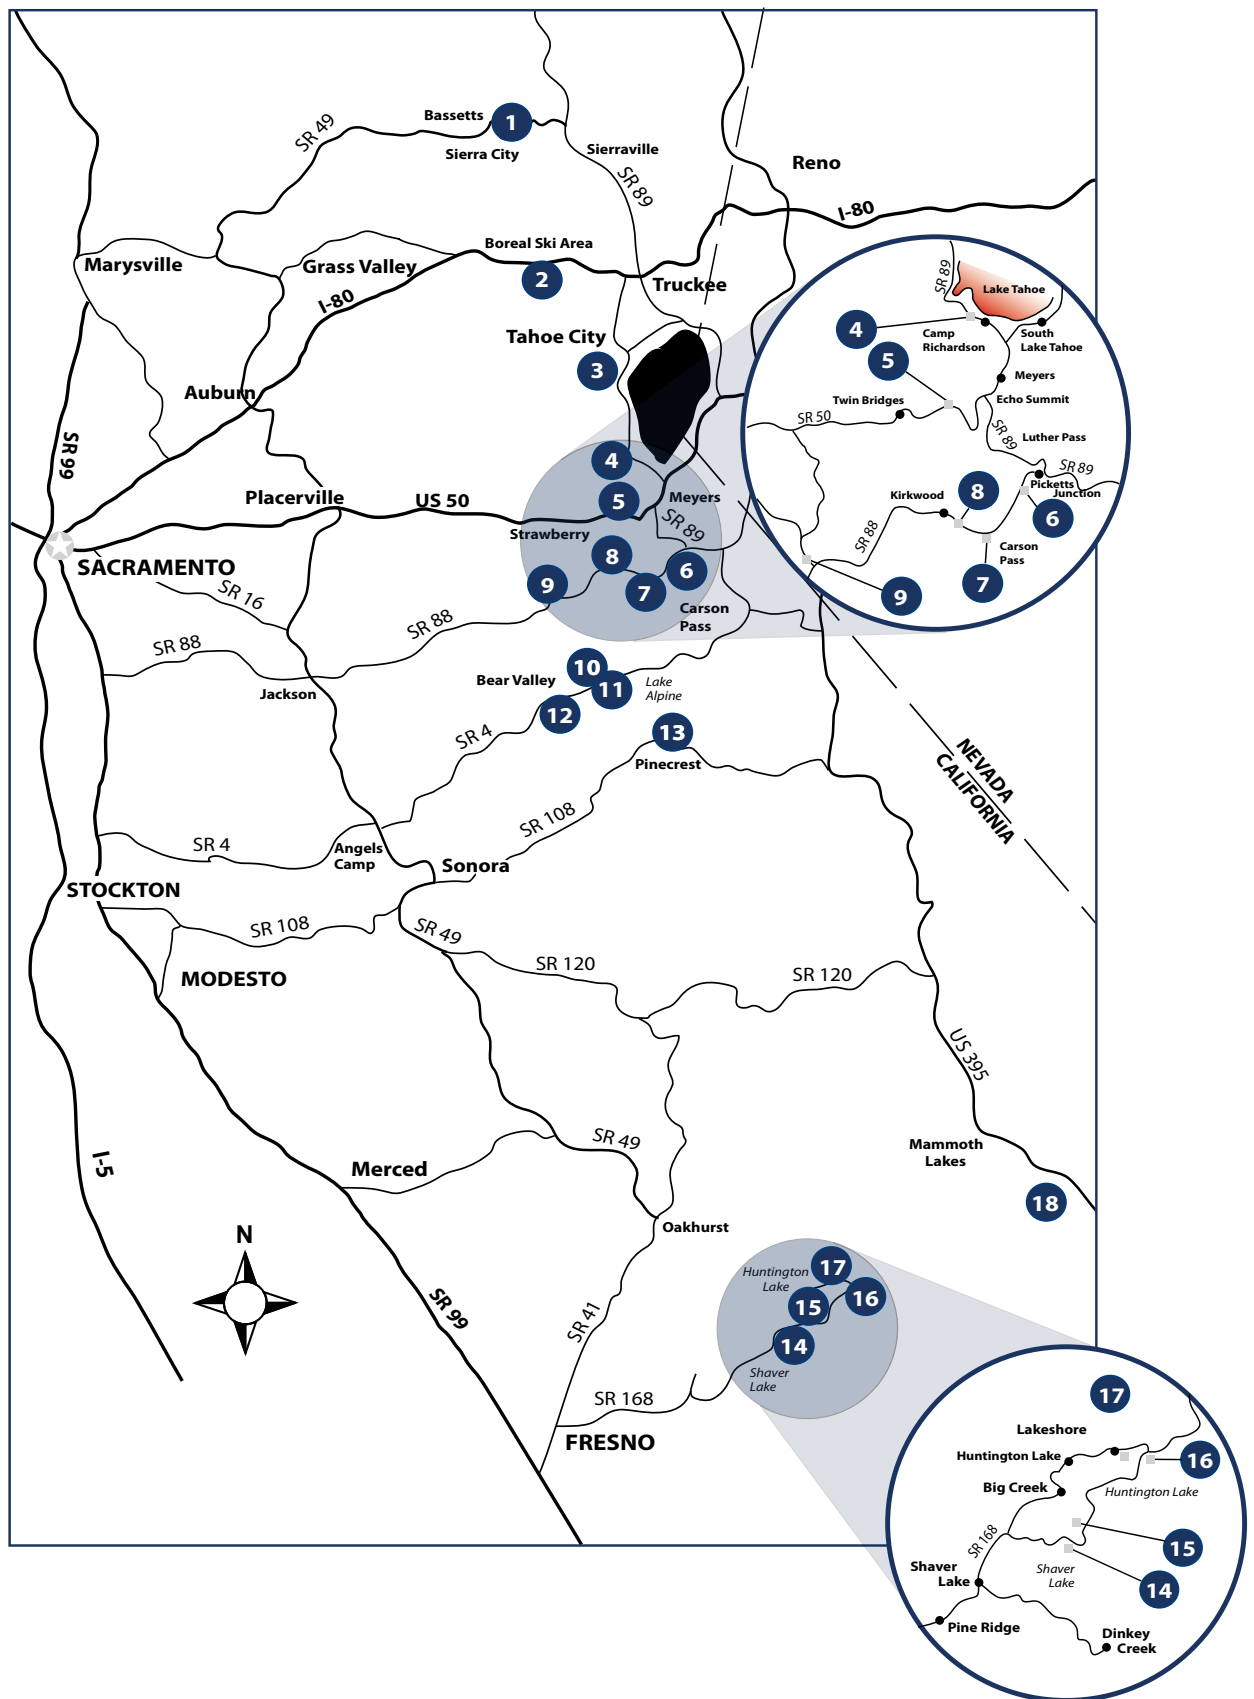 Bassetts
1
SR 49
Sierra City
Sierraville
SR 89
Reno
I-80
Boreal Ski Area
2
Marysville
Grass Valley
I-80
Truckee
Tahoe City
3
Auburn
SR 99
4
5
Placerville
US 50
Meyers
SR 89
Strawberry
8
6
9
7
Carson
Pass
SACRAMENTO
SR 16
SR 88
SR 88
Jackson
SR 89
Lake Tahoe
4
Camp
Richardson
South
Lake Tahoe
5
Meyers
Twin Bridges
Echo Summit
SR 50
SR 89
Luther Pass
SR 89
Picketts
Junction
Kirkwood
8
6
SR 88
Carson
Pass
7
9
10
Bear Valley
11
Lake
Alpine
12
SR 4
13
Pinecrest
NEVADA
CALIFORNIA
SR 108
SR 4
Angels
Camp
Sonora
STOCKTON
SR 108
SR 49
SR 120
SR 120
MODESTO
US 395
I-5
SR 49
Mammoth
Lakes
Merced
18
N
Oakhurst
SR 99
SR 41
Huntington
Lake
17
16
15
14
Shaver
Lake
SR 168
FRESNO
17
Lakeshore
Huntington Lake
16
Big Creek
Huntington Lake
SR 168
15
Shaver
Lake
Shaver
Lake
14
Pine Ridge
Dinkey
Creek